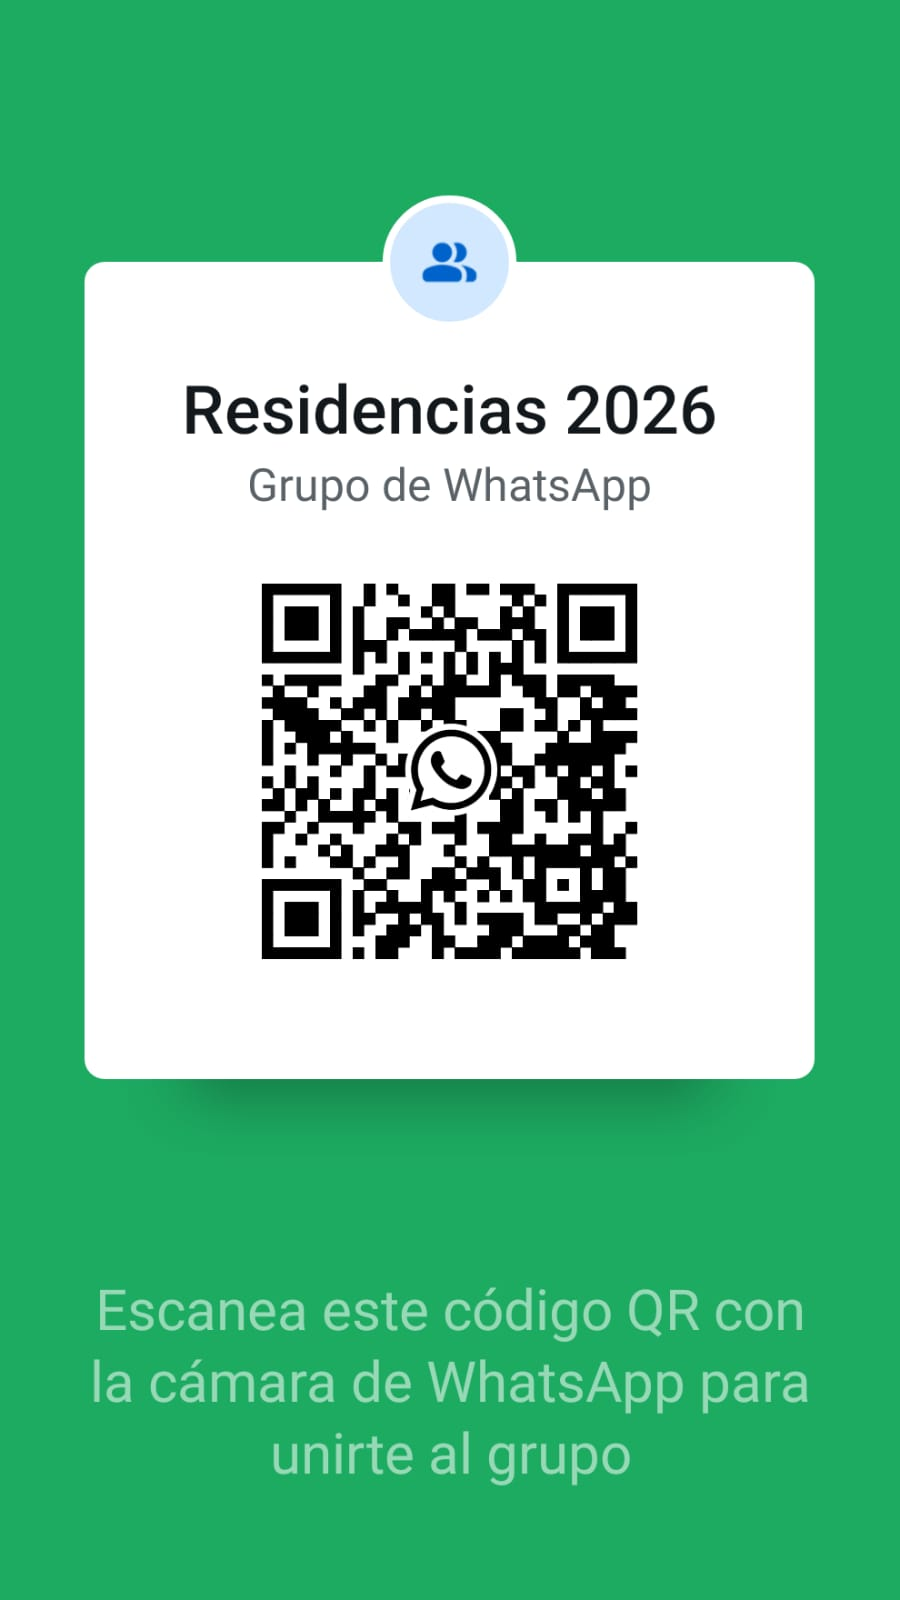 Residencias 2026
Grupo de WhatsApp
Escanea este código QR con
la cámara de WhatsApp para
unirte al grupo